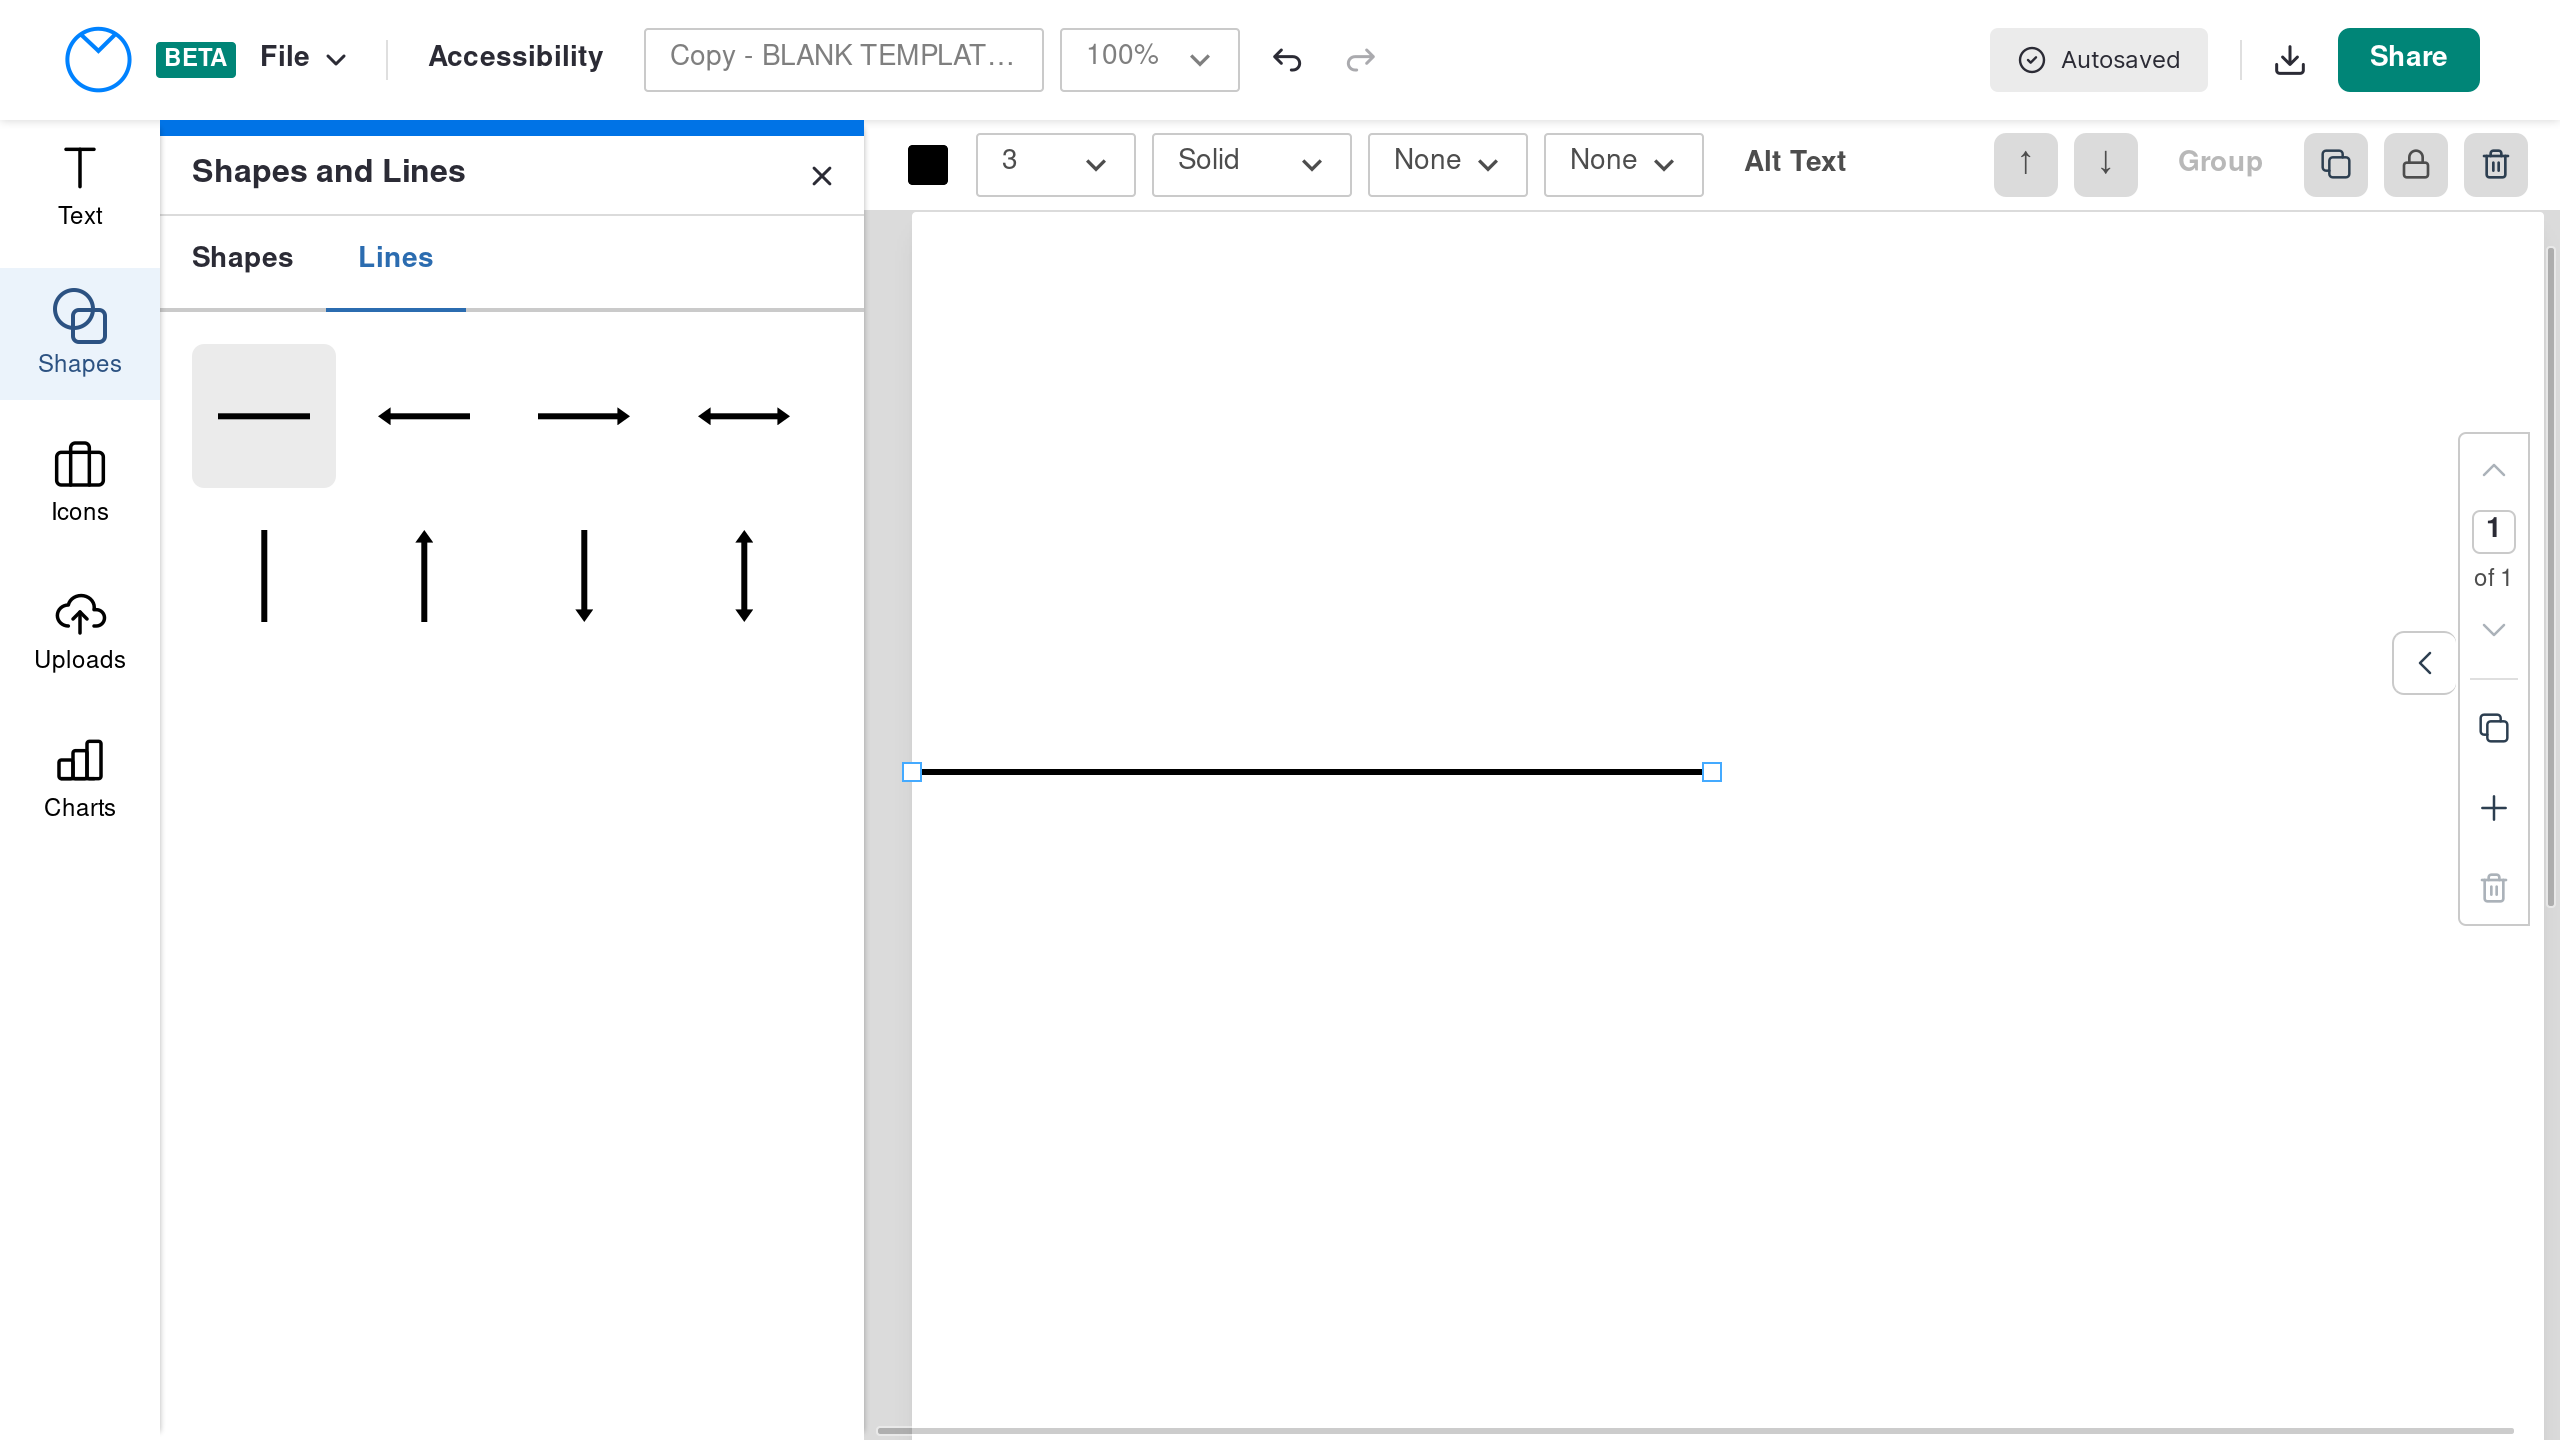 BETA File Accessibility Copy - BLANK TEMPLAT... 100% Autosaved Share
Text
Shapes
Icons
Uploads
Charts
Shapes and Lines
Shapes Lines
3 Solid None None Alt Text ↑ ↓ Group
1
of 1